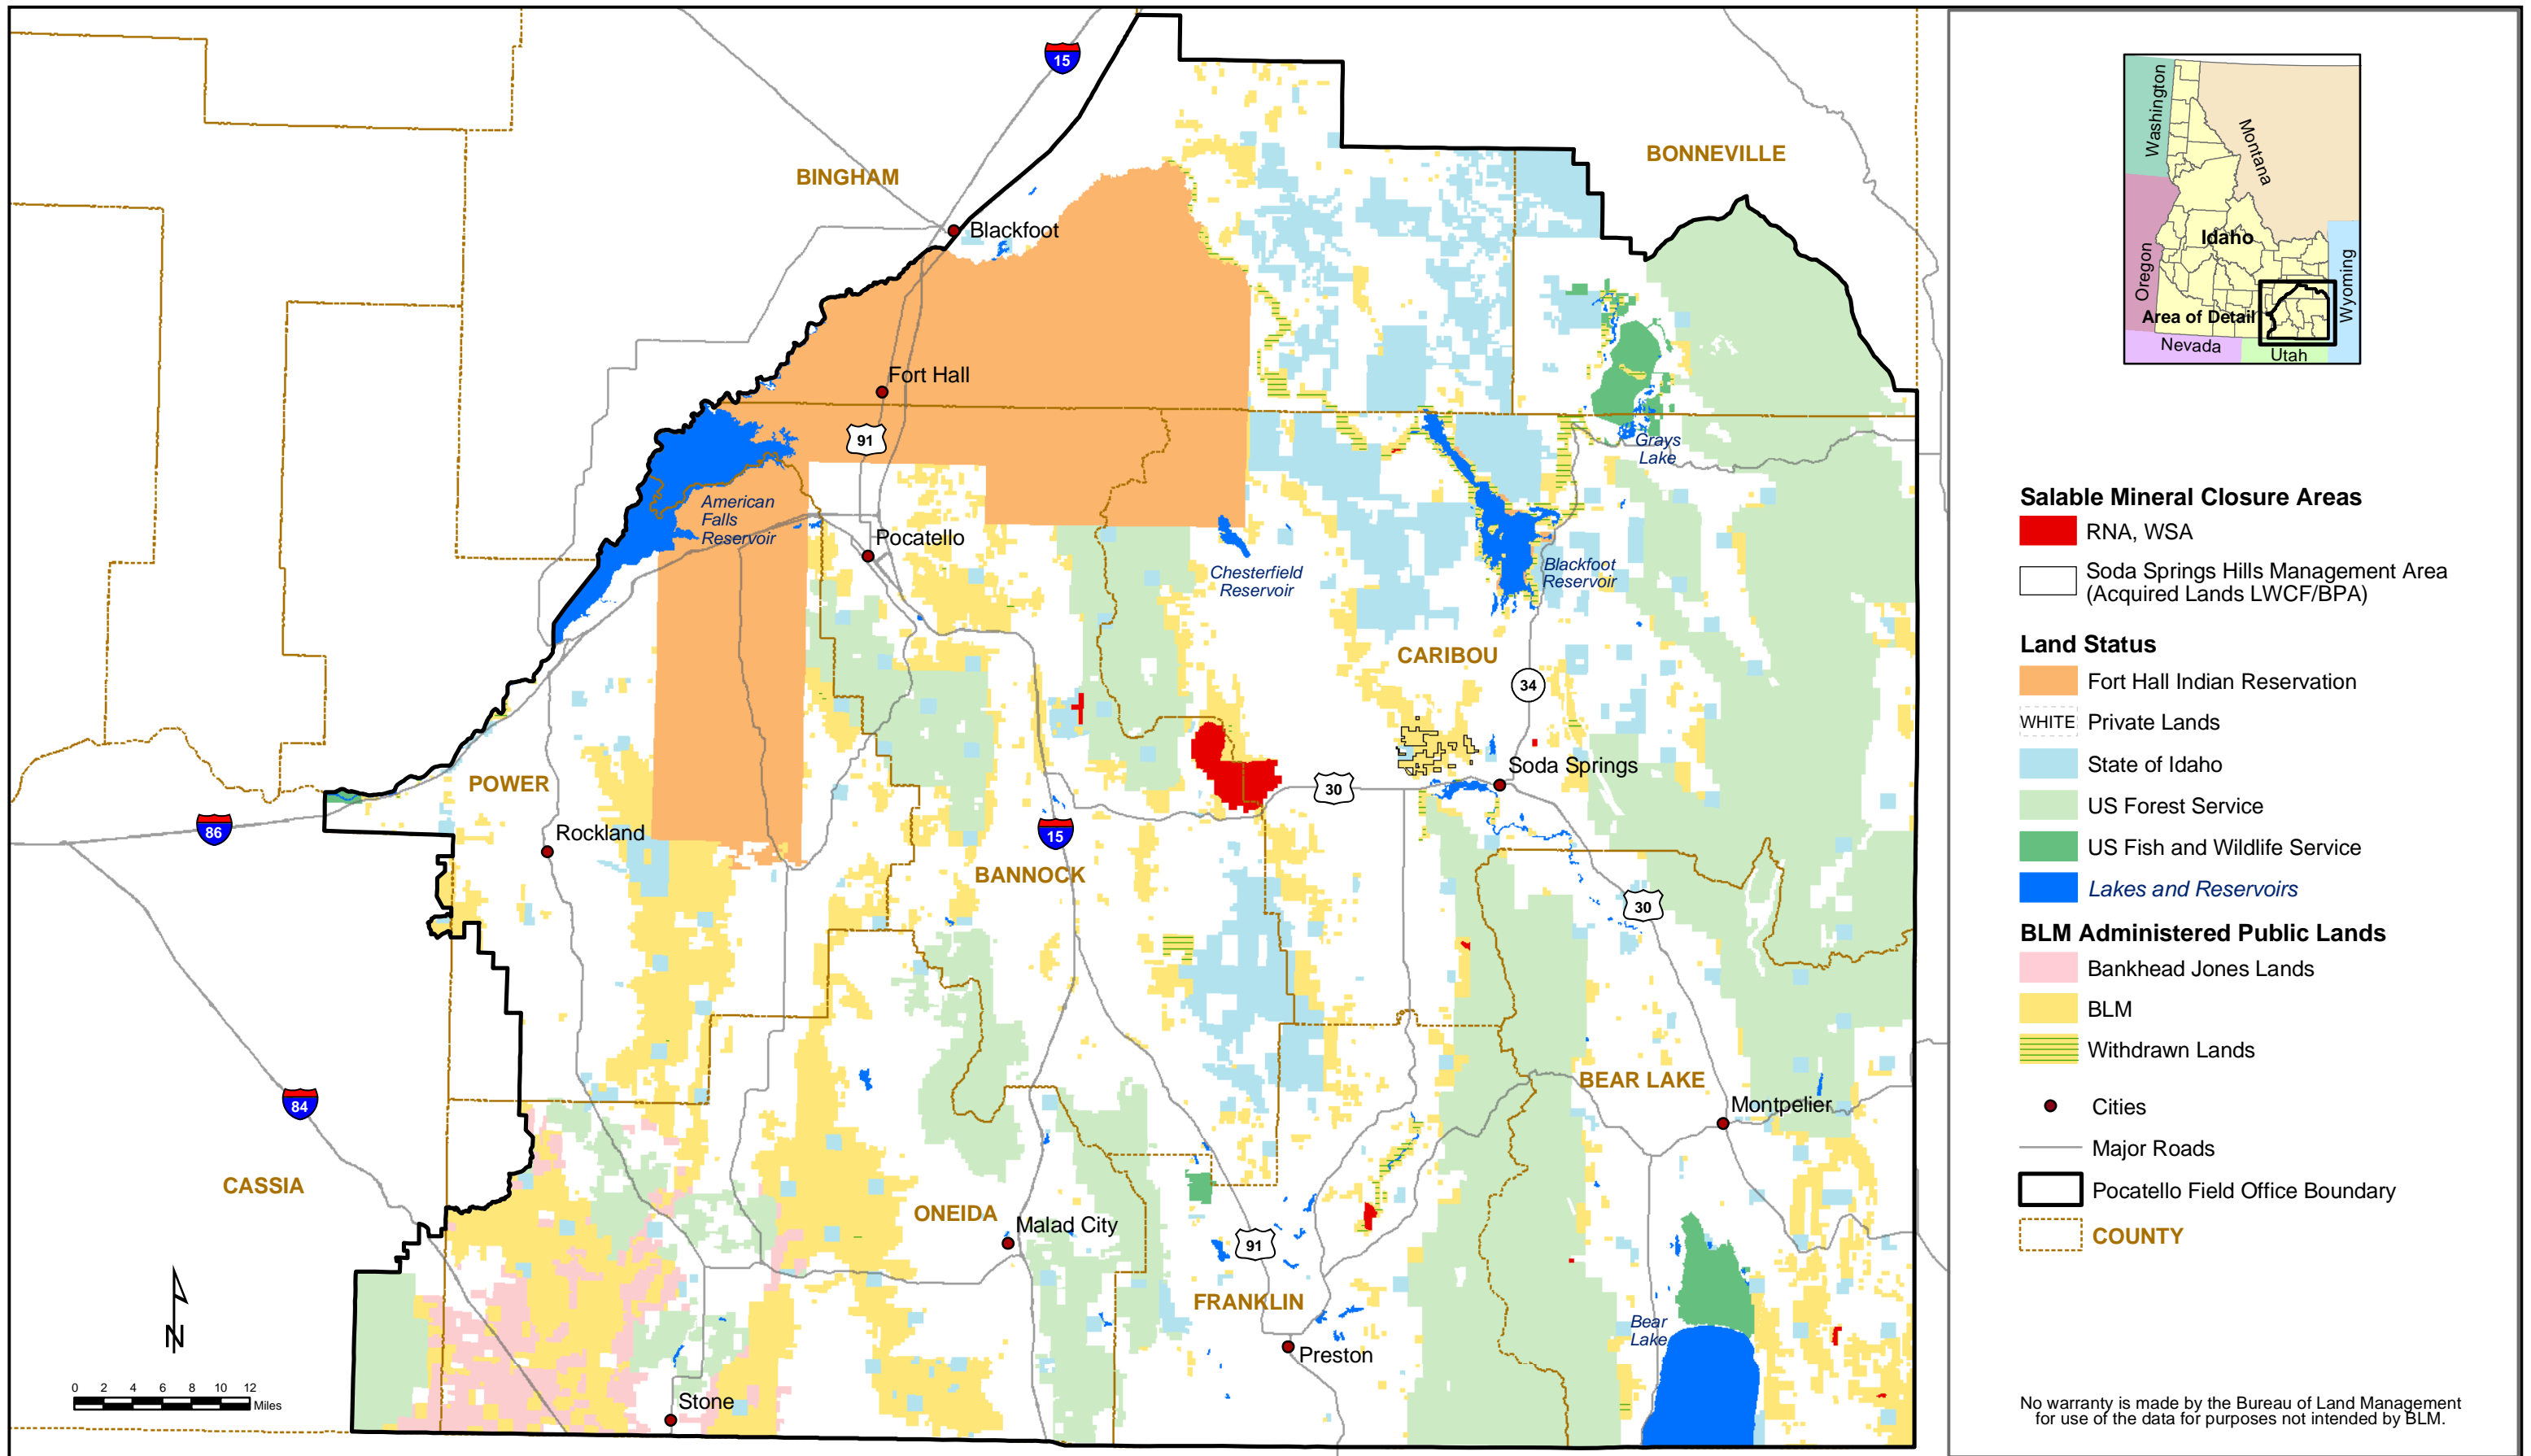 15
BINGHAM
BONNEVILLE
Blackfoot
Fort Hall
91
Grays
Lake
American
Falls
Reservoir
Pocatello
Chesterfield
Reservoir
Blackfoot
Reservoir
CARIBOU
34
Soda Springs
30
POWER
86
Rockland
15
BANNOCK
30
BEAR LAKE
Montpelier
84
CASSIA
ONEIDA
Malad City
91
FRANKLIN
Bear
Lake
Preston
Stone
N
0 2 4 6 8 10 12
Miles
Washington
Montana
Oregon
Idaho
Wyoming
Area of Detail
Nevada
Utah
Salable Mineral Closure Areas
RNA, WSA
Soda Springs Hills Management Area
(Acquired Lands LWCF/BPA)
Land Status
Fort Hall Indian Reservation
WHITE Private Lands
State of Idaho
US Forest Service
US Fish and Wildlife Service
Lakes and Reservoirs
BLM Administered Public Lands
Bankhead Jones Lands
BLM
Withdrawn Lands
Cities
Major Roads
Pocatello Field Office Boundary
COUNTY
No warranty is made by the Bureau of Land Management
for use of the data for purposes not intended by BLM.